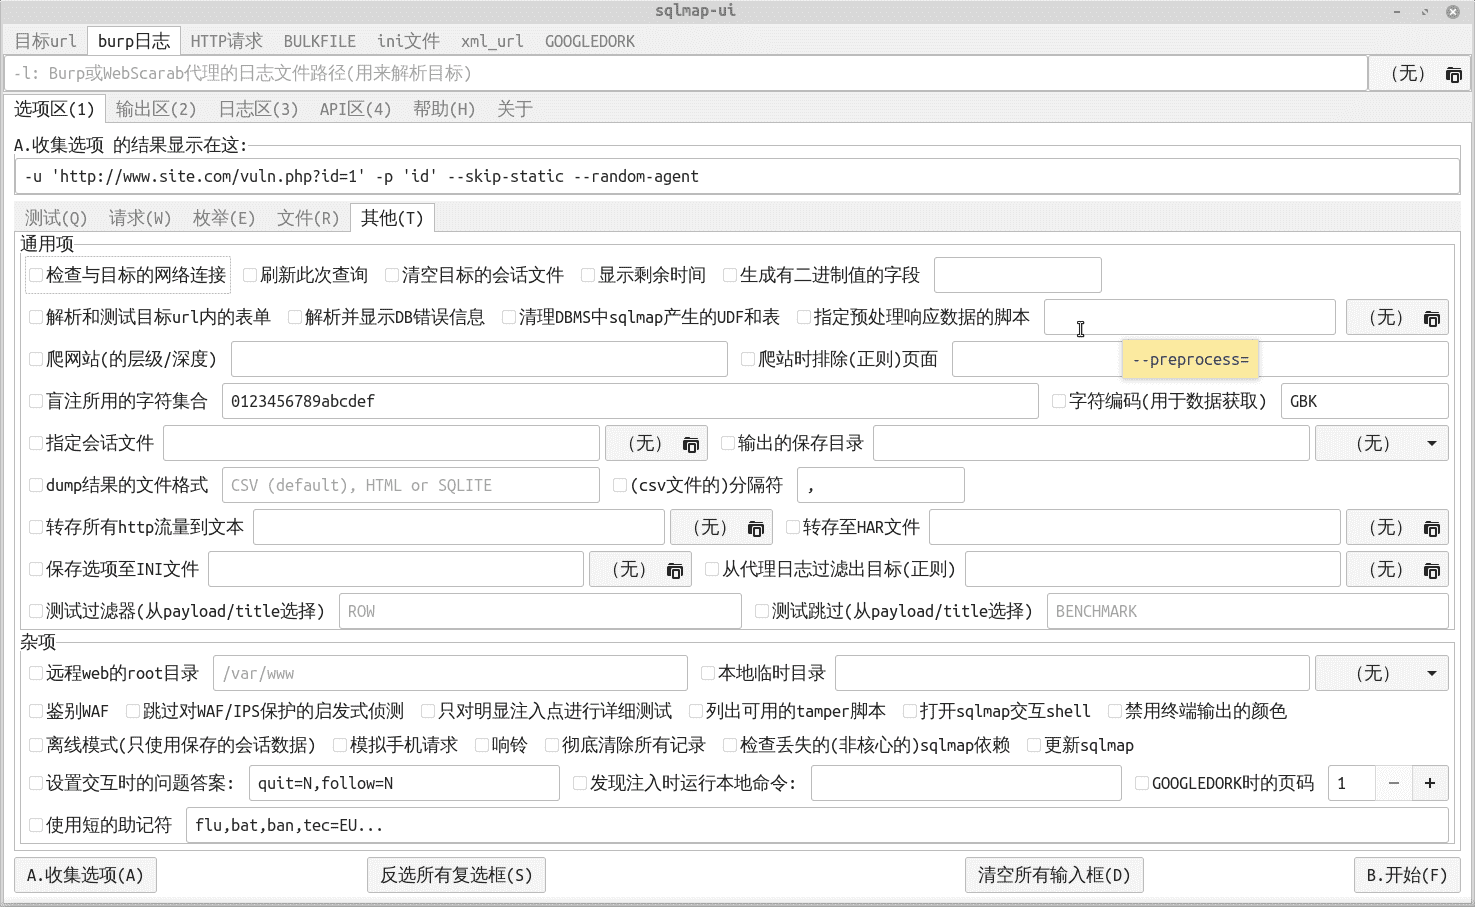 sqlmap-ui
目标url burp日志 HTTP请求 BULKFILE ini文件 xml_url GOOGLEDORK
-l: Burp或WebScarab代理的日志文件路径(用来解析目标) (无)
选项区(1) 输出区(2) 日志区(3) API区(4) 帮助(H) 关于
A.收集选项 的结果显示在这:
-u 'http://www.site.com/vuln.php?id=1' -p 'id' --skip-static --random-agent
测试(Q) 请求(W) 枚举(E) 文件(R) 其他(T)
通用项
检查与目标的网络连接 刷新此次查询 清空目标的会话文件 显示剩余时间 生成有二进制值的字段
解析和测试目标url内的表单 解析并显示DB错误信息 清理DBMS中sqlmap产生的UDF和表 指定预处理响应数据的脚本 (无)
爬网站(的层级/深度) 爬站时排除(正则)页面 --preprocess=
盲注所用的字符集合 0123456789abcdef 字符编码(用于数据获取) GBK
指定会话文件 (无) 输出的保存目录 (无)
dump结果的文件格式 CSV (default), HTML or SQLITE (csv文件的)分隔符 ,
转存所有http流量到文本 (无) 转存至HAR文件 (无)
保存选项至INI文件 (无) 从代理日志过滤出目标(正则) (无)
测试过滤器(从payload/title选择) ROW 测试跳过(从payload/title选择) BENCHMARK
杂项
远程web的root目录 /var/www 本地临时目录 (无)
鉴别WAF 跳过对WAF/IPS保护的启发式侦测 只对明显注入点进行详细测试 列出可用的tamper脚本 打开sqlmap交互shell 禁用终端输出的颜色
离线模式(只使用保存的会话数据) 模拟手机请求 响铃 彻底清除所有记录 检查丢失的(非核心的)sqlmap依赖 更新sqlmap
设置交互时的问题答案: quit=N,follow=N 发现注入时运行本地命令: GOOGLEDORK时的页码 1 − +
使用短的助记符 flu,bat,ban,tec=EU...
A.收集选项(A) 反选所有复选框(S) 清空所有输入框(D) B.开始(F)